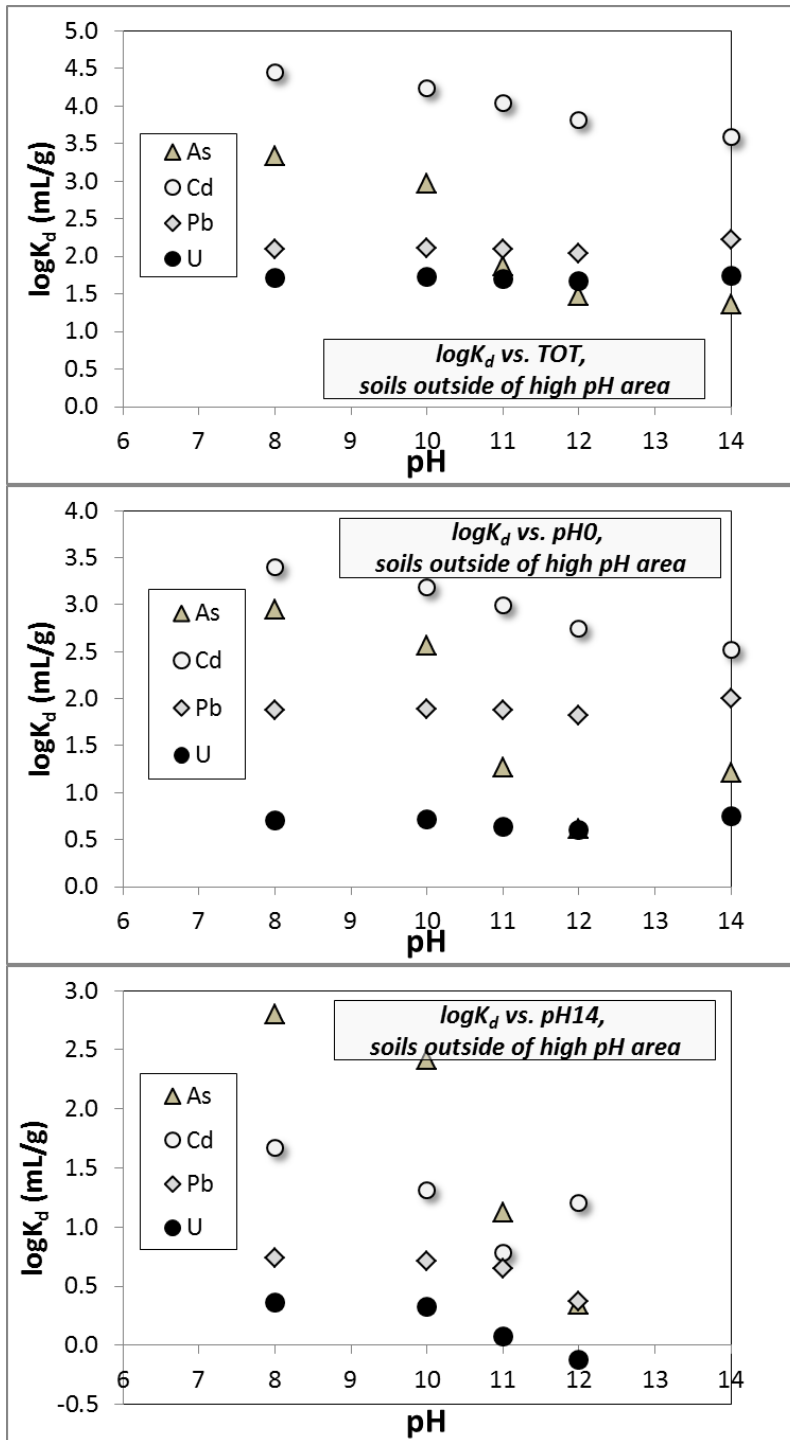 5.0
4.5
4.0
3.5
3.0
2.5
2.0
1.5
1.0
0.5
0.0
logKd (mL/g)
As
Cd
Pb
U
logKd vs. TOT,
soils outside of high pH area
6 7 8 9 10 11 12 13 14
pH
4.0
3.5
3.0
2.5
2.0
1.5
1.0
0.5
0.0
logKd (mL/g)
logKd vs. pH0,
soils outside of high pH area
As
Cd
Pb
U
6 7 8 9 10 11 12 13 14
pH
3.0
2.5
2.0
1.5
1.0
0.5
0.0
-0.5
logKd (mL/g)
logKd vs. pH14,
soils outside of high pH area
As
Cd
Pb
U
6 7 8 9 10 11 12 13 14
pH